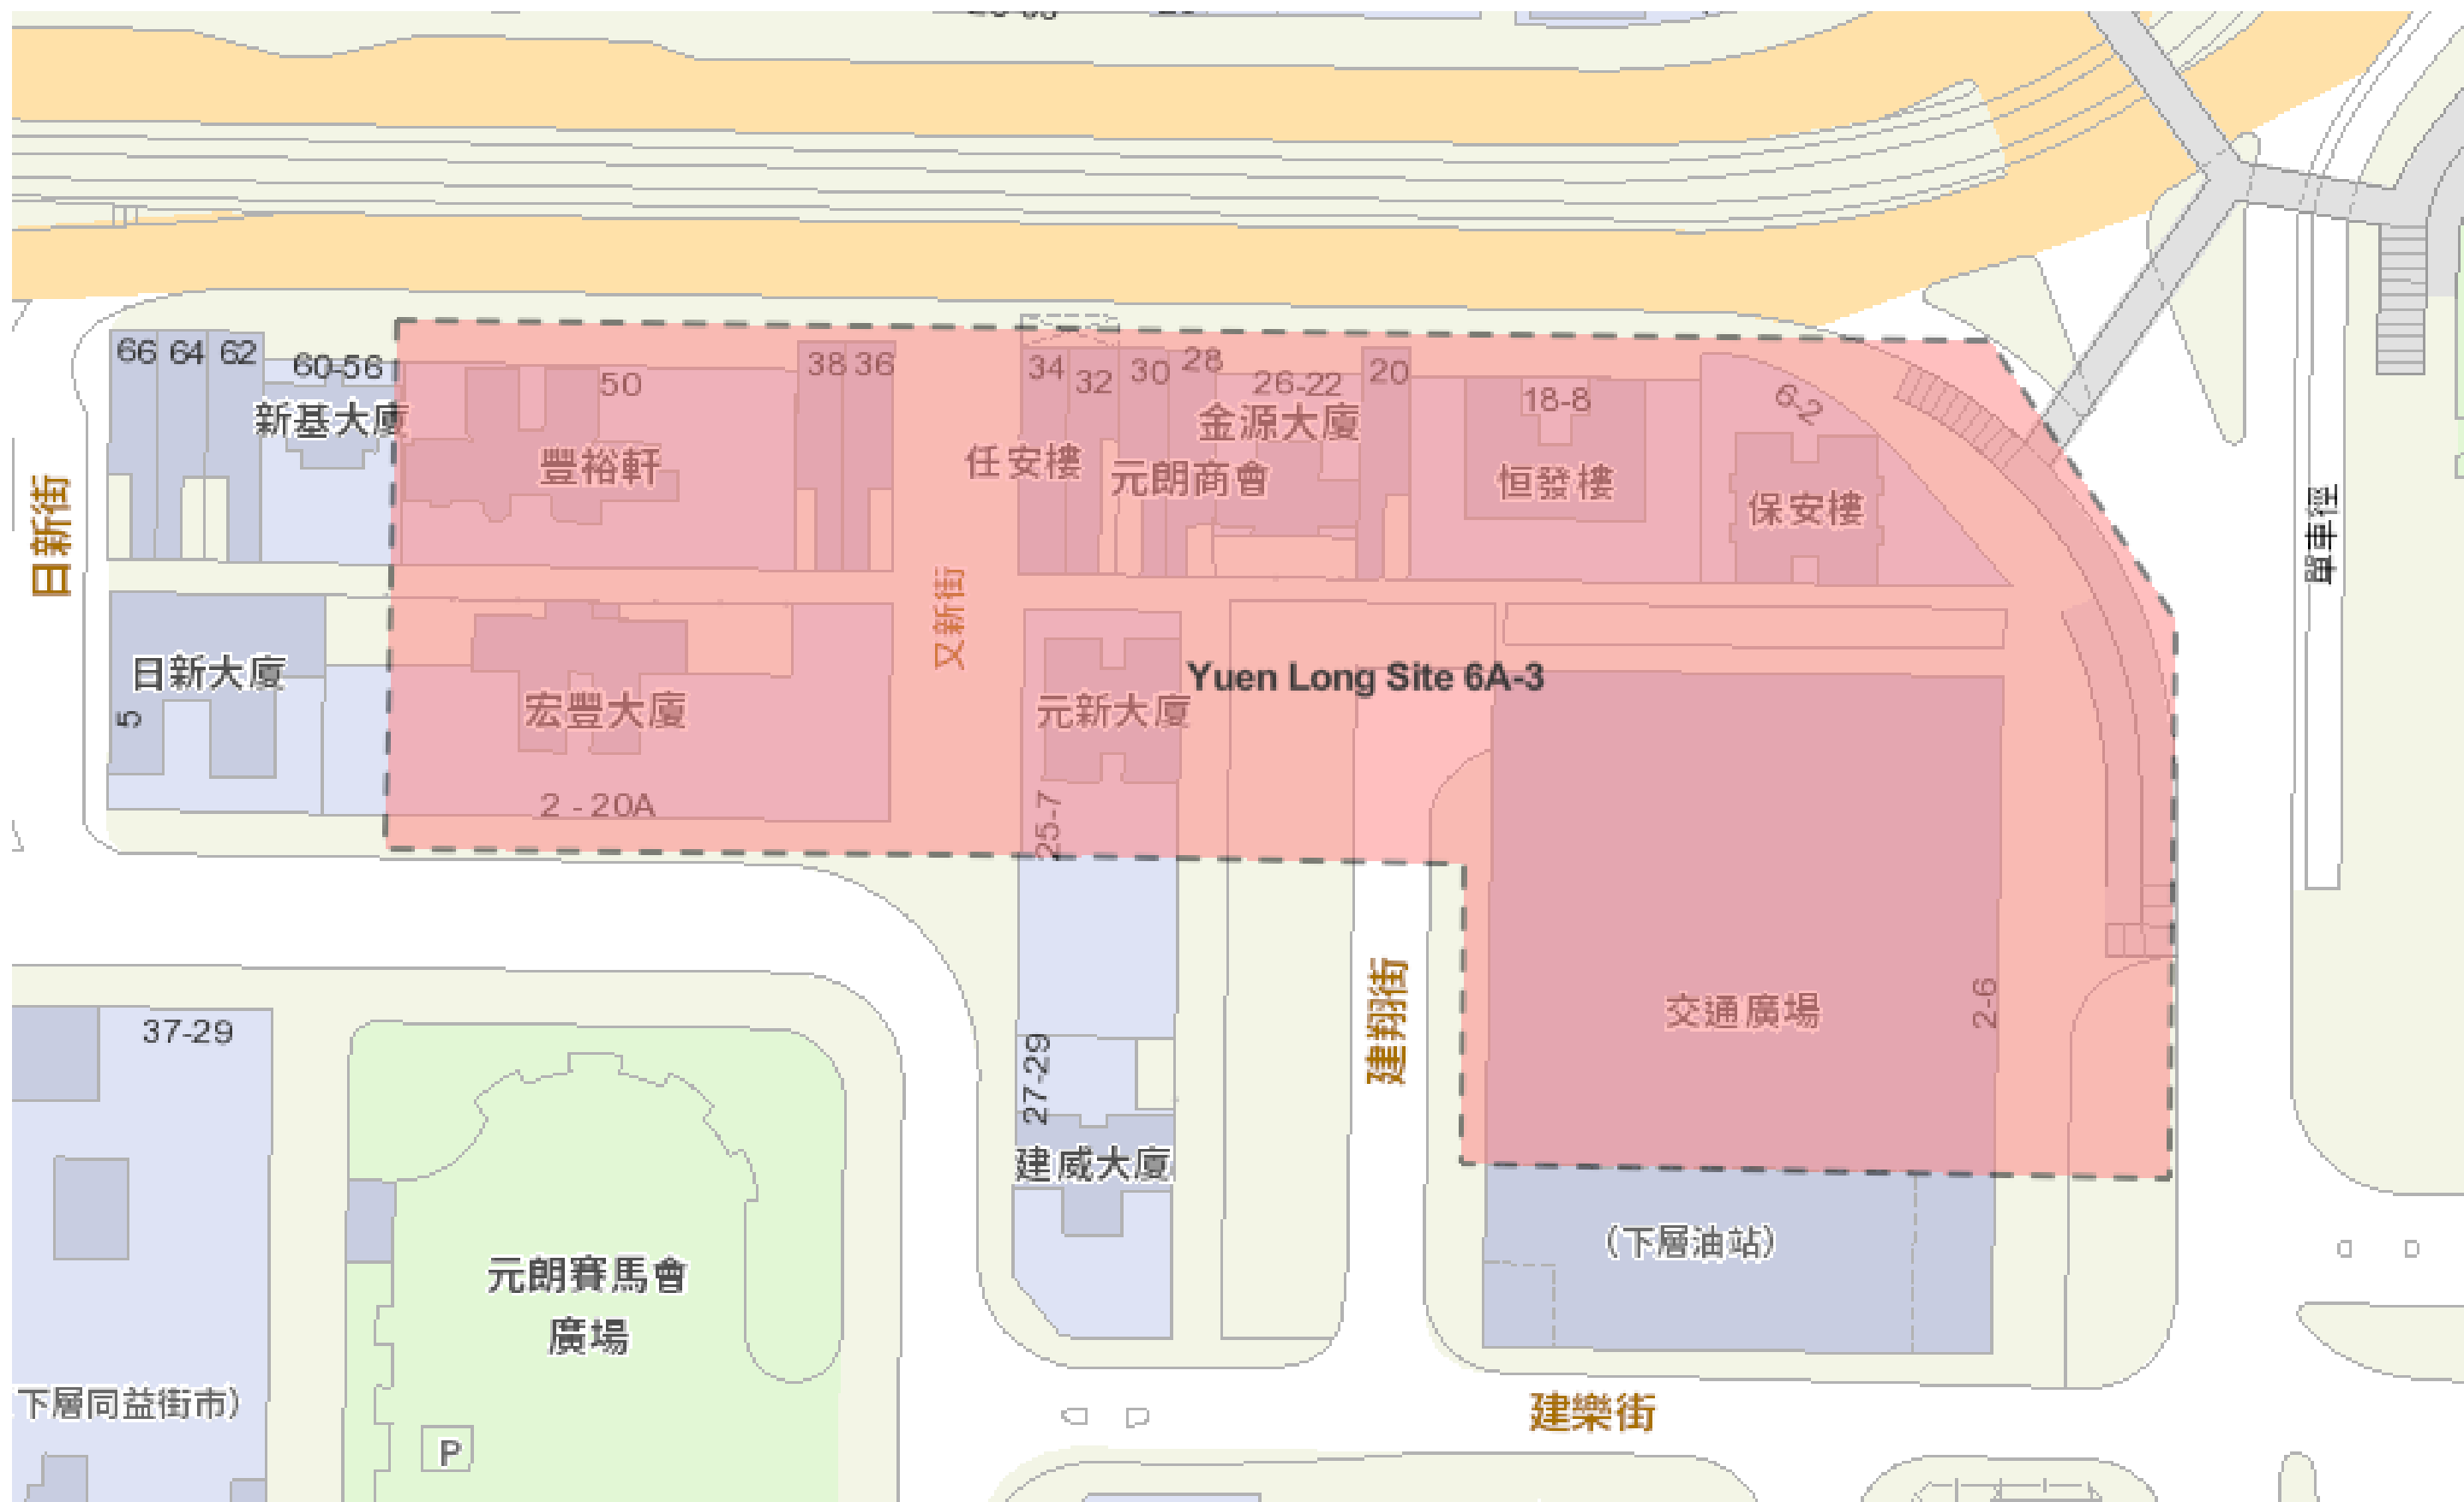 66
64
62
60-56
新基大廈
50
豐裕軒
38
36
34
32
30
28
26-22
20
金源大廈
任安樓
元朗商會
18-8
恒發樓
6-2
保安樓
日新街
又新街
單車徑
日新大廈
5
宏豐大廈
2 - 20A
元新大廈
25-7
Yuen Long Site 6A-3
交通廣場
2-6
建翔街
37-29
27-29
建威大廈
元朗賽馬會
廣場
(下層油站)
下層同益街市)
建樂街
P